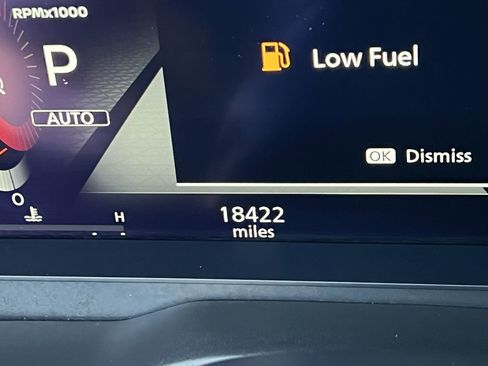 RPMx1000
P
AUTO
Low Fuel
OK Dismiss
0
H
18422
miles